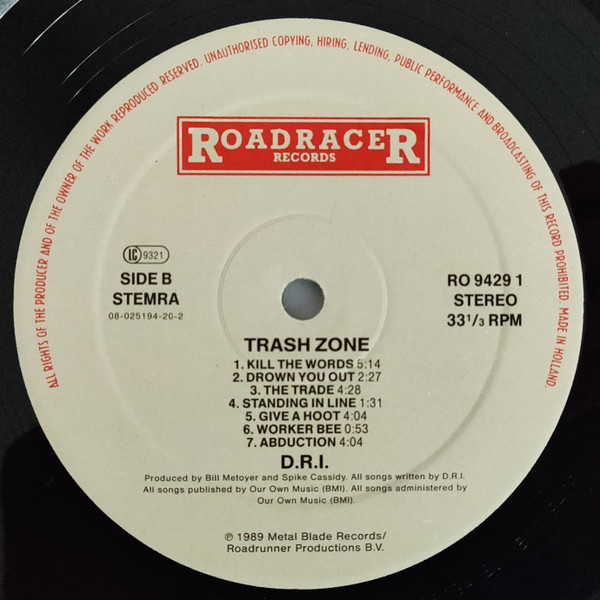 ALL RIGHTS OF THE PRODUCER AND OF THE OWNER OF THE WORK REPRODUCED RESERVED. UNAUTHORISED COPYING, HIRING, LENDING, PUBLIC PERFORMANCE AND BROADCASTING OF THIS RECORD PROHIBITED. MADE IN HOLLAND.
ROADRACER
RECORDS
LC 9321
SIDE B
STEMRA
08-025194-20-2
RO 9429 1
STEREO
33 1/3 RPM
TRASH ZONE
1. KILL THE WORDS 5:14
2. DROWN YOU OUT 2:27
3. THE TRADE 4:28
4. STANDING IN LINE 1:31
5. GIVE A HOOT 4:04
6. WORKER BEE 0:53
7. ABDUCTION 4:04
D.R.I.
Produced by Bill Metoyer and Spike Cassidy. All songs written by D.R.I.
All songs published by Our Own Music (BMI). All songs administered by
Our Own Music (BMI).
℗ 1989 Metal Blade Records/
Roadrunner Productions B.V.